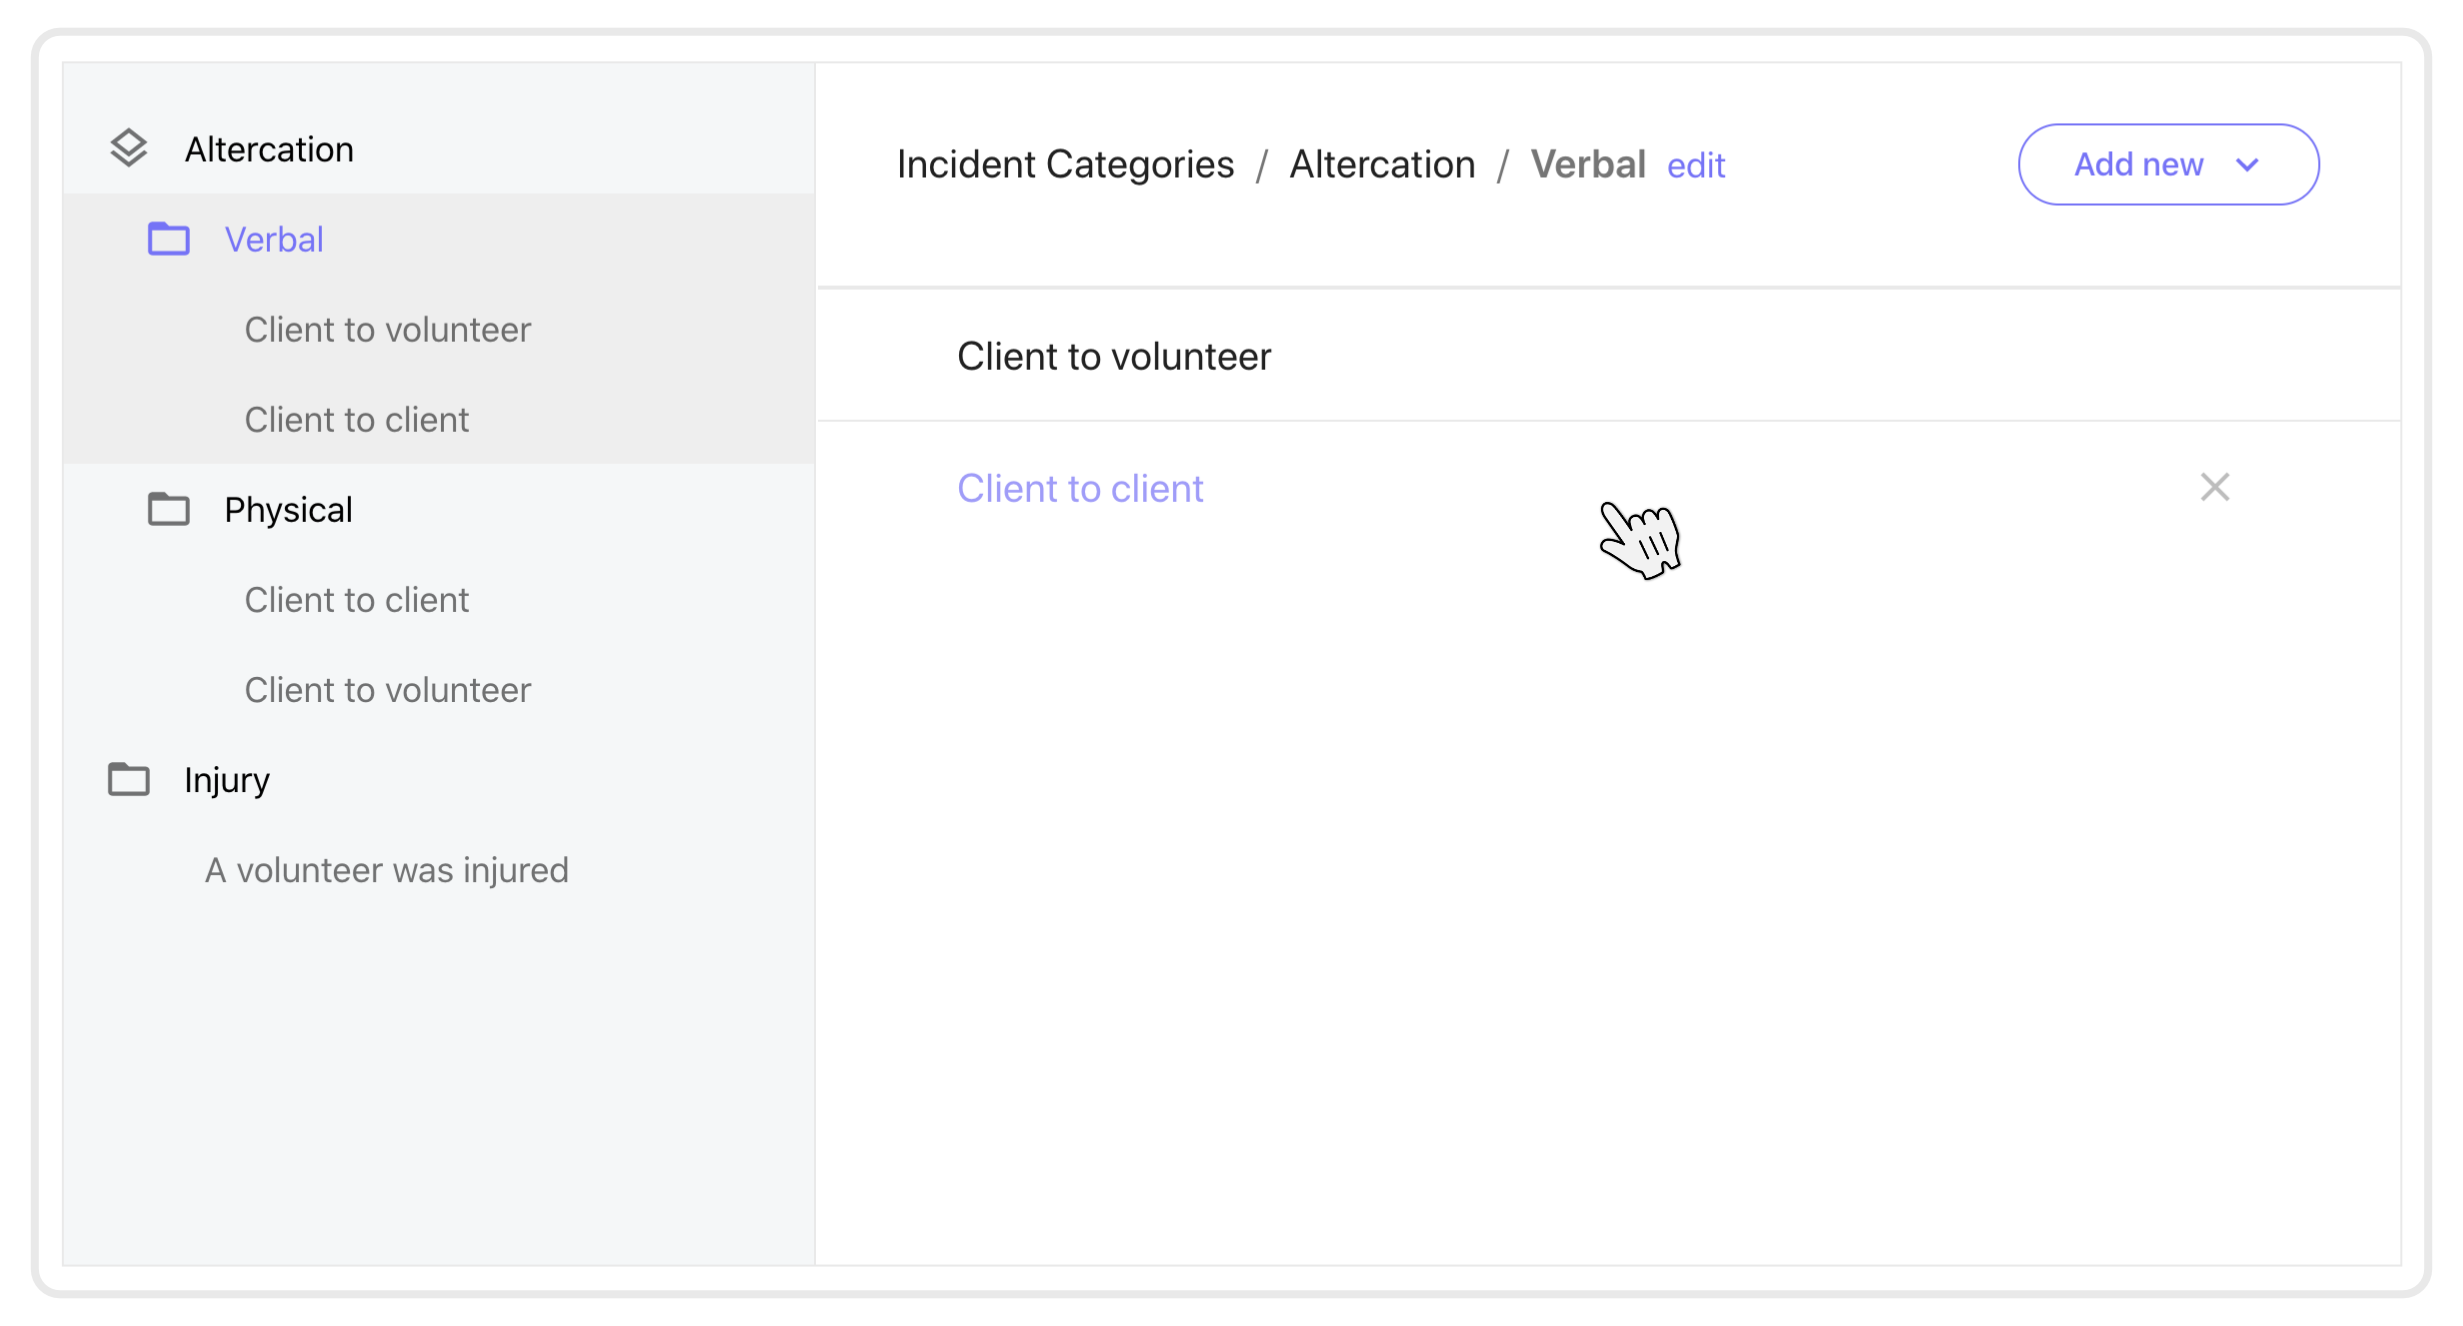 Altercation
Verbal
Client to volunteer
Client to client
Physical
Client to client
Client to volunteer
Injury
A volunteer was injured
Incident Categories / Altercation / Verbal edit
Add new
Client to volunteer
Client to client